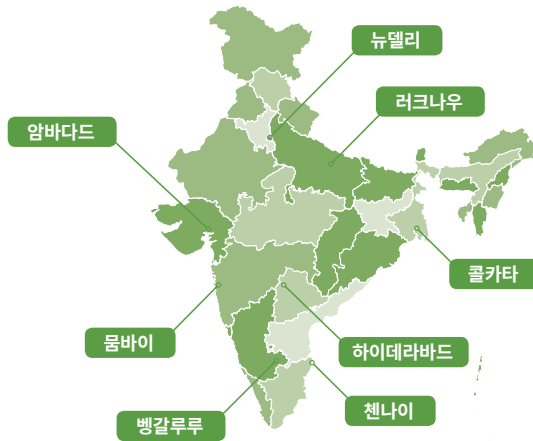 뉴델리
러크나우
암바다드
콜카타
뭄바이
하이데라바드
첸나이
벵갈루루